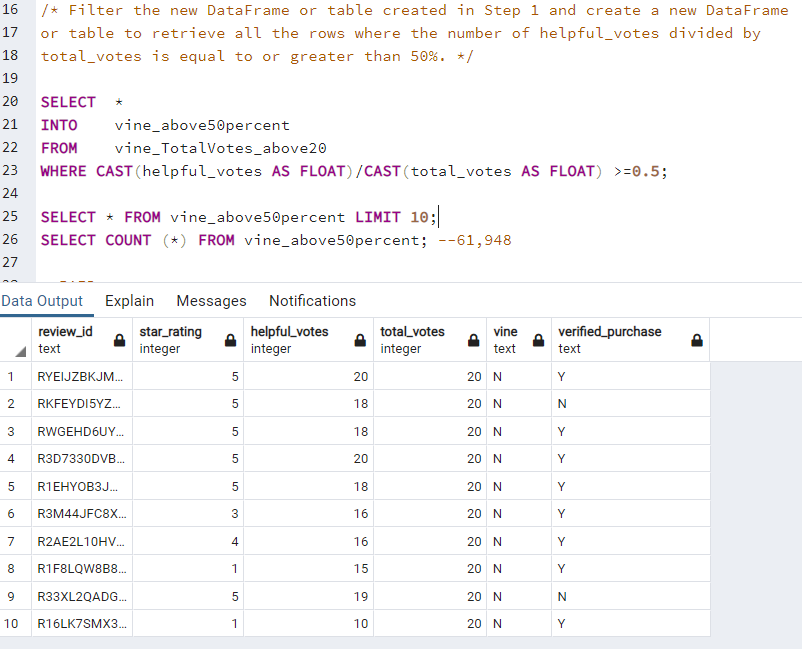 16 /* Filter the new DataFrame or table created in Step 1 and create a new DataFrame
17 or table to retrieve all the rows where the number of helpful_votes divided by
18 total_votes is equal to or greater than 50%. */
19
20 SELECT *
21 INTO vine_above50percent
22 FROM vine_TotalVotes_above20
23 WHERE CAST(helpful_votes AS FLOAT)/CAST(total_votes AS FLOAT) >=0.5;
24
25 SELECT * FROM vine_above50percent LIMIT 10;
26 SELECT COUNT (*) FROM vine_above50percent; --61,948
27
Data Output Explain Messages Notifications
review_id star_rating helpful_votes total_votes vine verified_purchase
text integer integer integer text text
1 RYEIJZBKJM... 5 20 20 N Y
2 RKFEYDI5YZ... 5 18 20 N N
3 RWGEHD6UY... 5 18 20 N Y
4 R3D7330DVB... 5 20 20 N Y
5 R1EHYOB3J... 5 18 20 N Y
6 R3M44JFC8X... 3 16 20 N Y
7 R2AE2L10HV... 4 16 20 N Y
8 R1F8LQW8B8... 1 15 20 N Y
9 R33XL2QADG... 5 19 20 N N
10 R16LK7SMX3... 1 10 20 N Y